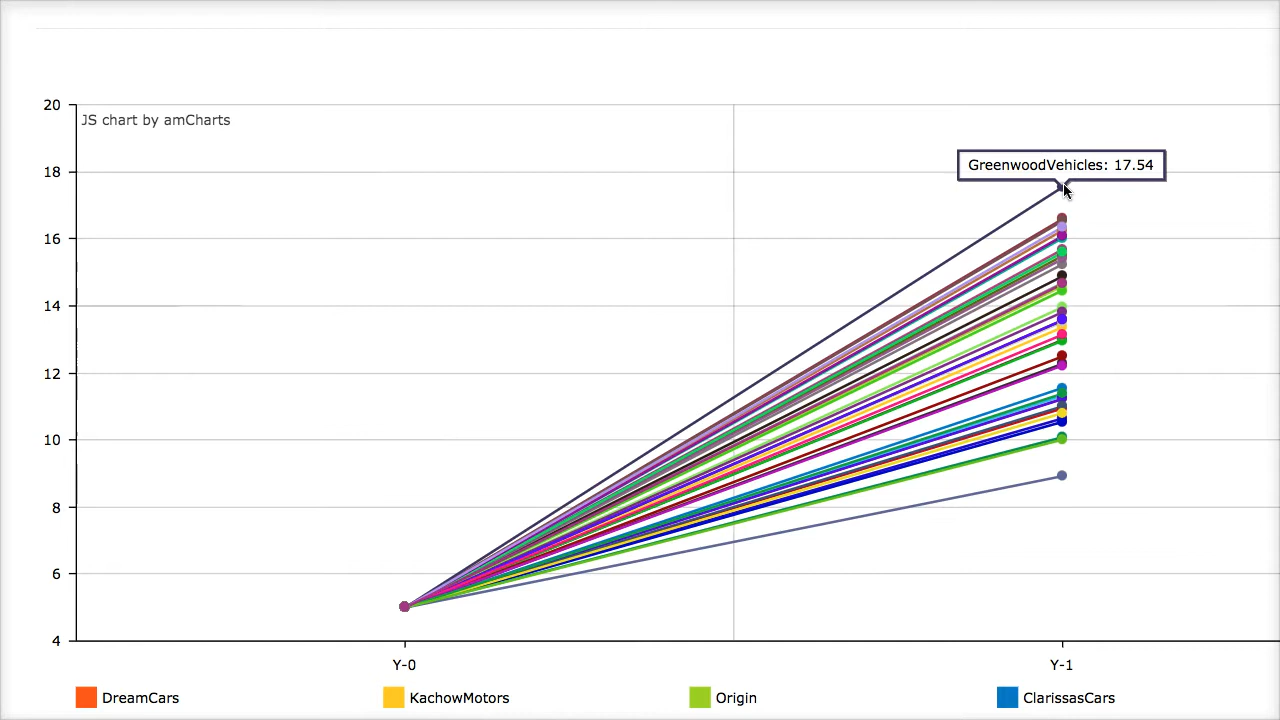 20
JS chart by amCharts
18
GreenwoodVehicles: 17.54
16
14
12
10
8
6
4
Y-0
Y-1
DreamCars
KachowMotors
Origin
ClarissasCars